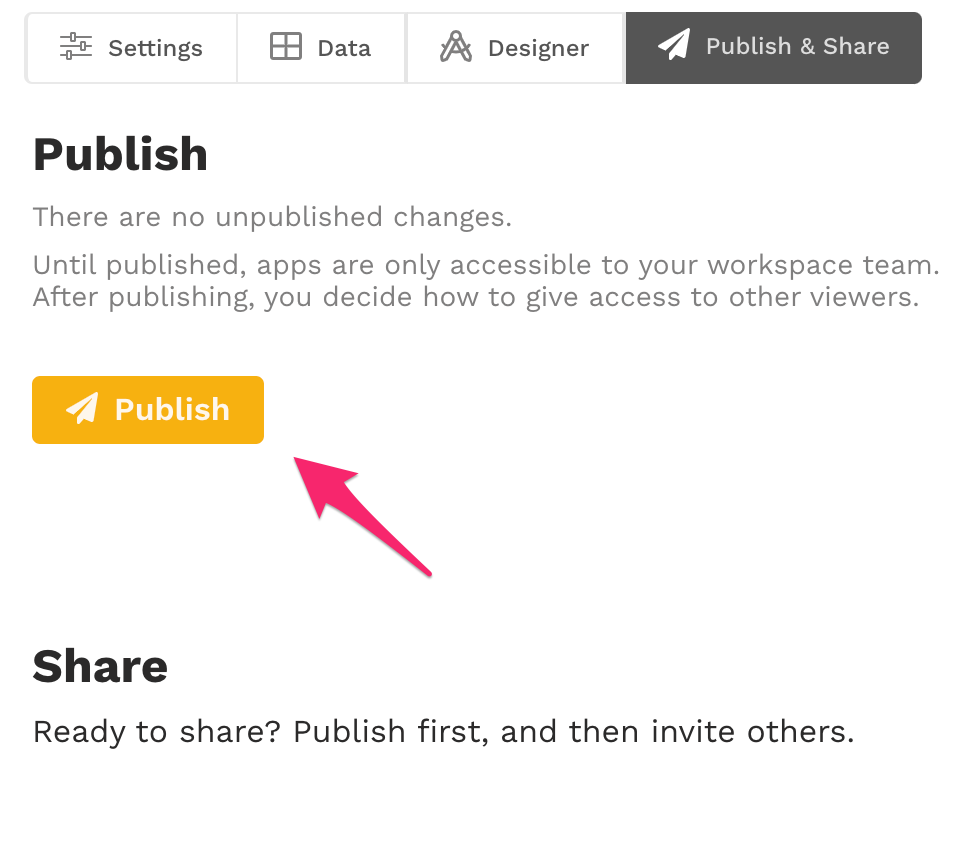 Settings Data Designer Publish & Share
Publish
There are no unpublished changes.
Until published, apps are only accessible to your workspace team.
After publishing, you decide how to give access to other viewers.
Publish
Share
Ready to share? Publish first, and then invite others.